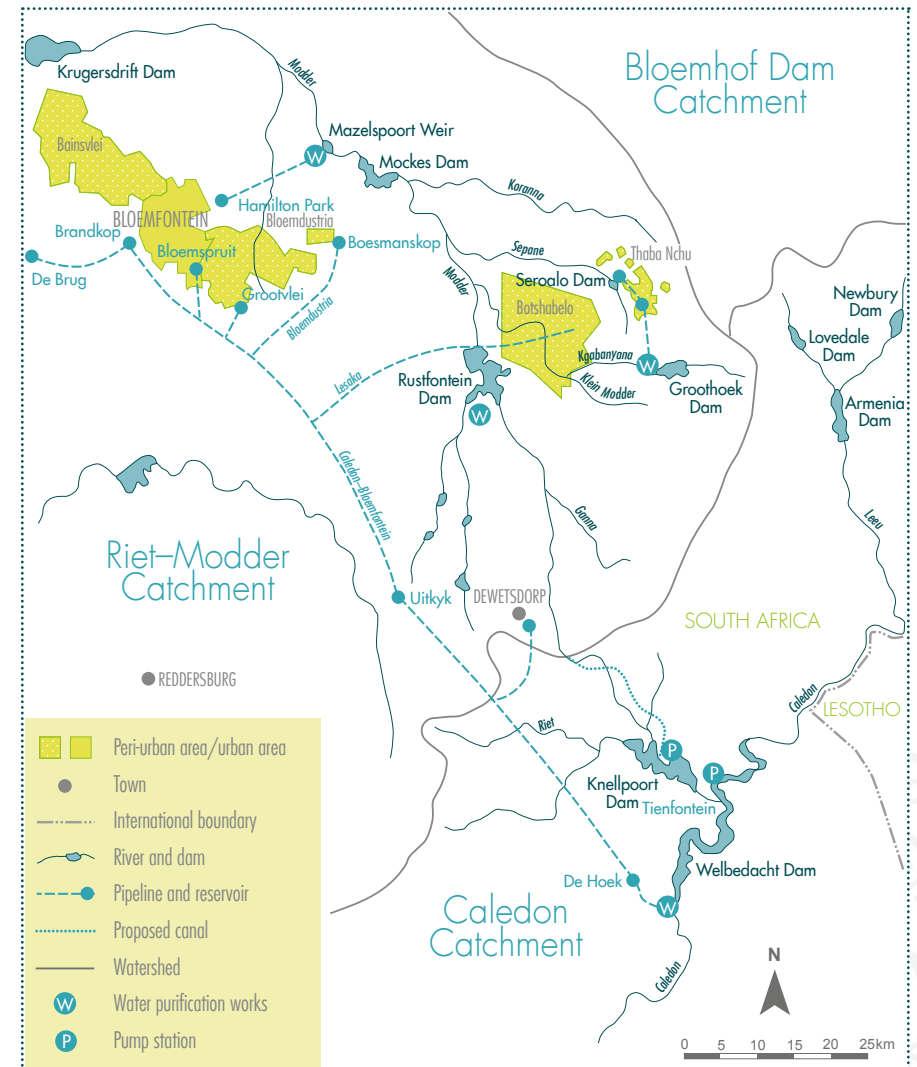 Bloemhof Dam
Catchment
Krugersdrift Dam
Modder
Mazelspoort Weir
W
Mockes Dam
Bainsvlei
Koranna
Hamilton Park
BLOEMFONTEIN
Bloemdustria
Brandkop
Boesmanskop
Sepane
Thaba Nchu
Bloemspruit
De Brug
Modder
Seroalo Dam
Grootvlei
Bloemdustria
Botshabelo
Newbury
Dam
Lovedale
Dam
Kgabanyana
W
Lesaka
Rustfontein
Dam
Klein Modder
Groothoek
Dam
Armenia
Dam
W
Caledon–Bloemfontein
Ganna
Leeu
Riet–Modder
Catchment
Uitkyk
DEWETSDORP
SOUTH AFRICA
REDDERSBURG
Caledon
LESOTHO
Riet
P
P
Knellpoort
Dam
Tienfontein
Welbedacht Dam
De Hoek
W
Caledon
Catchment
Caledon
Peri-urban area/urban area
Town
International boundary
River and dam
Pipeline and reservoir
Proposed canal
Watershed
W Water purification works
P Pump station
N
0 5 10 15 20 25km